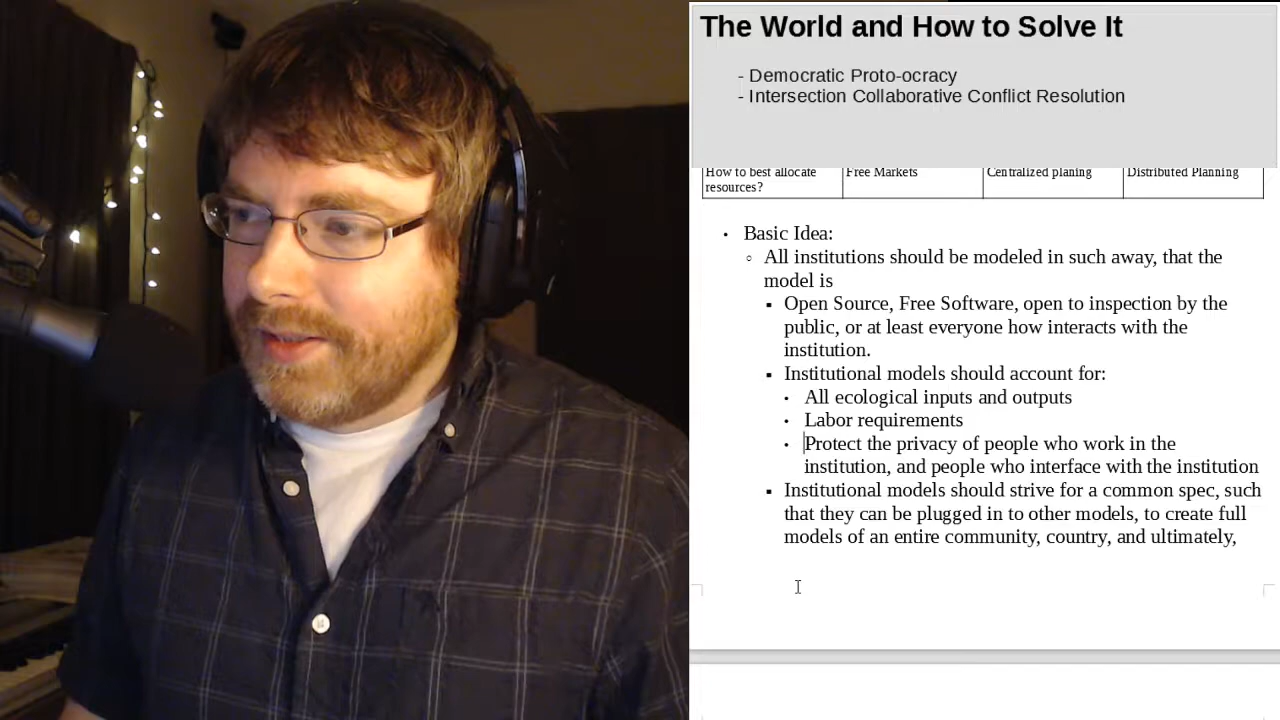 The World and How to Solve It
- Democratic Proto-ocracy
- Intersection Collaborative Conflict Resolution
How to best allocate resources? Free Markets Centralized planing Distributed Planning
• Basic Idea:
◦ All institutions should be modeled in such away, that the
model is
▪ Open Source, Free Software, open to inspection by the
public, or at least everyone how interacts with the
institution.
▪ Institutional models should account for:
• All ecological inputs and outputs
• Labor requirements
• Protect the privacy of people who work in the
institution, and people who interface with the institution
▪ Institutional models should strive for a common spec, such
that they can be plugged in to other models, to create full
models of an entire community, country, and ultimately,